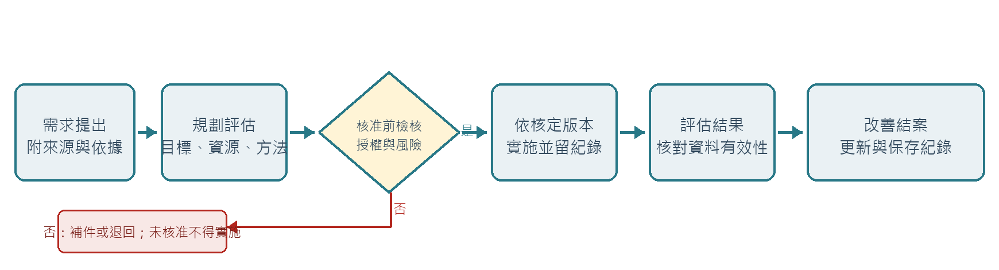 需求提出
附來源與依據
規劃評估
目標、資源、方法
核准前檢核
授權與風險
是
依核定版本
實施並留紀錄
評估結果
核對資料有效性
改善結案
更新與保存紀錄
否
否：補件或退回；未核准不得實施